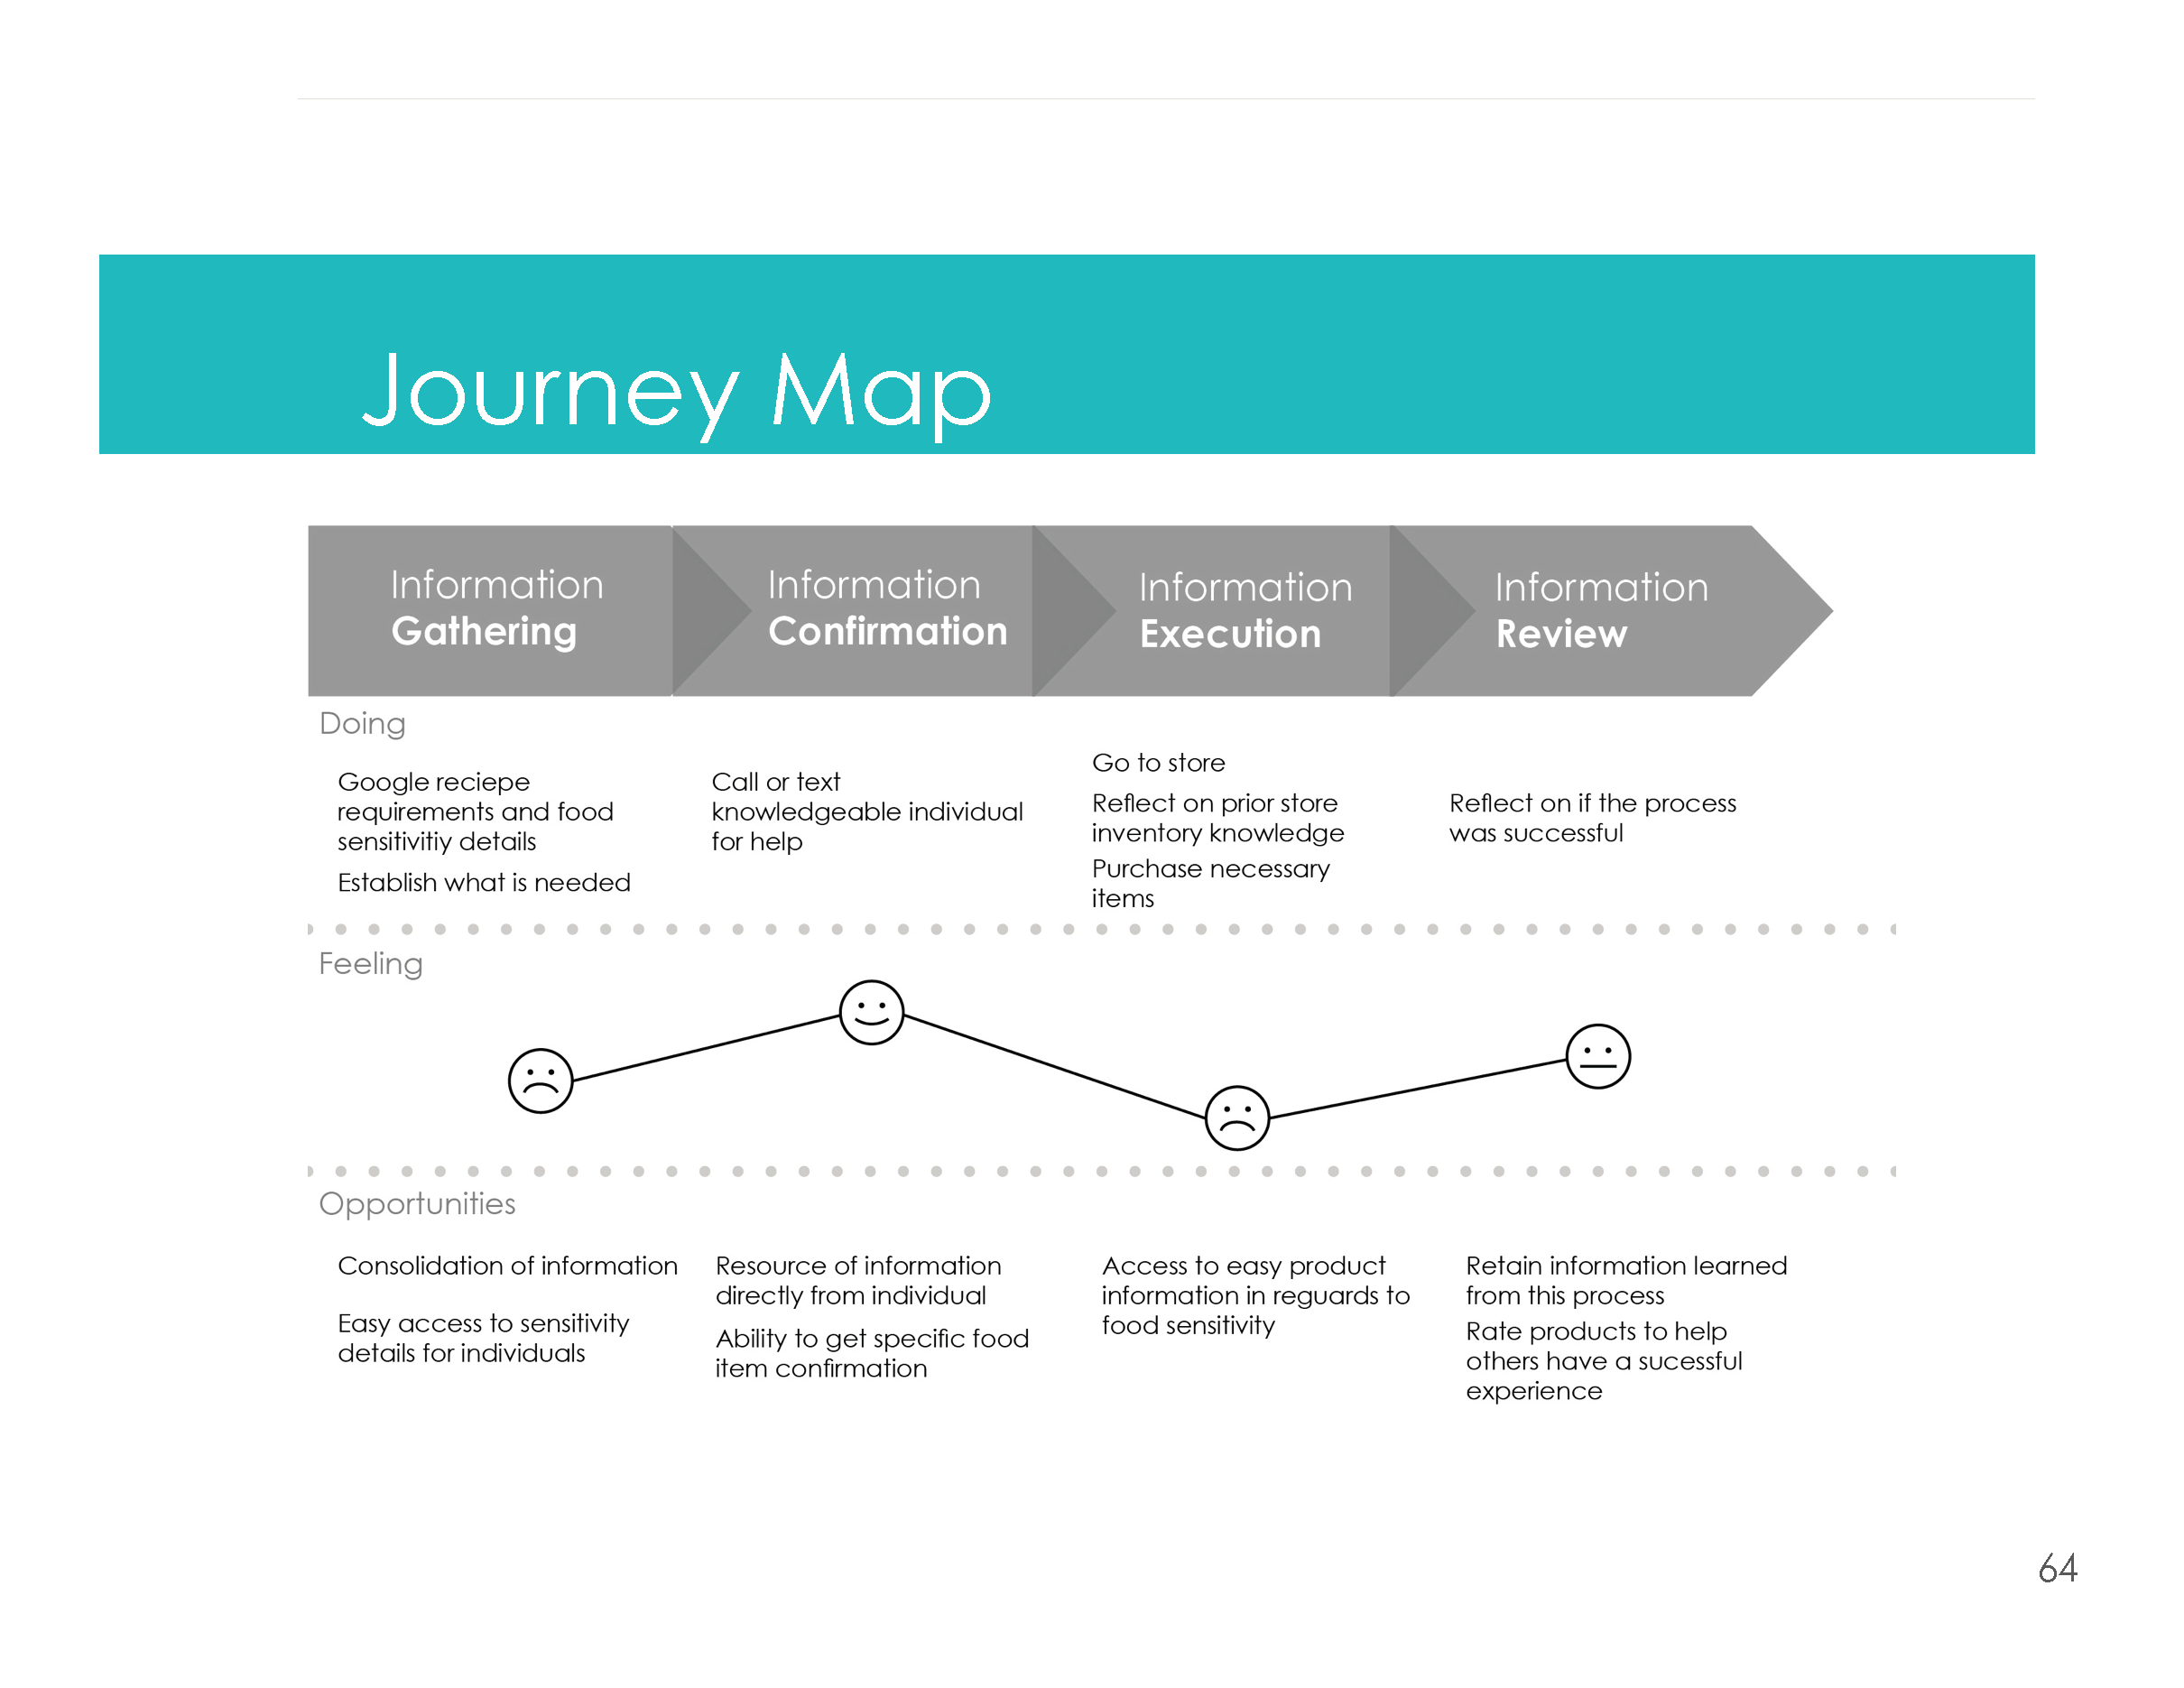 Journey Map
Information
Gathering
Information
Confirmation
Information
Execution
Information
Review
Doing
Google reciepe
requirements and food
sensitivitiy details
Establish what is needed
Call or text
knowledgeable individual
for help
Go to store
Reflect on prior store
inventory knowledge
Purchase necessary
items
Reflect on if the process
was successful
Feeling
Opportunities
Consolidation of information
Easy access to sensitivity
details for individuals
Resource of information
directly from individual
Ability to get specific food
item confirmation
Access to easy product
information in reguards to
food sensitivity
Retain information learned
from this process
Rate products to help
others have a sucessful
experience
64